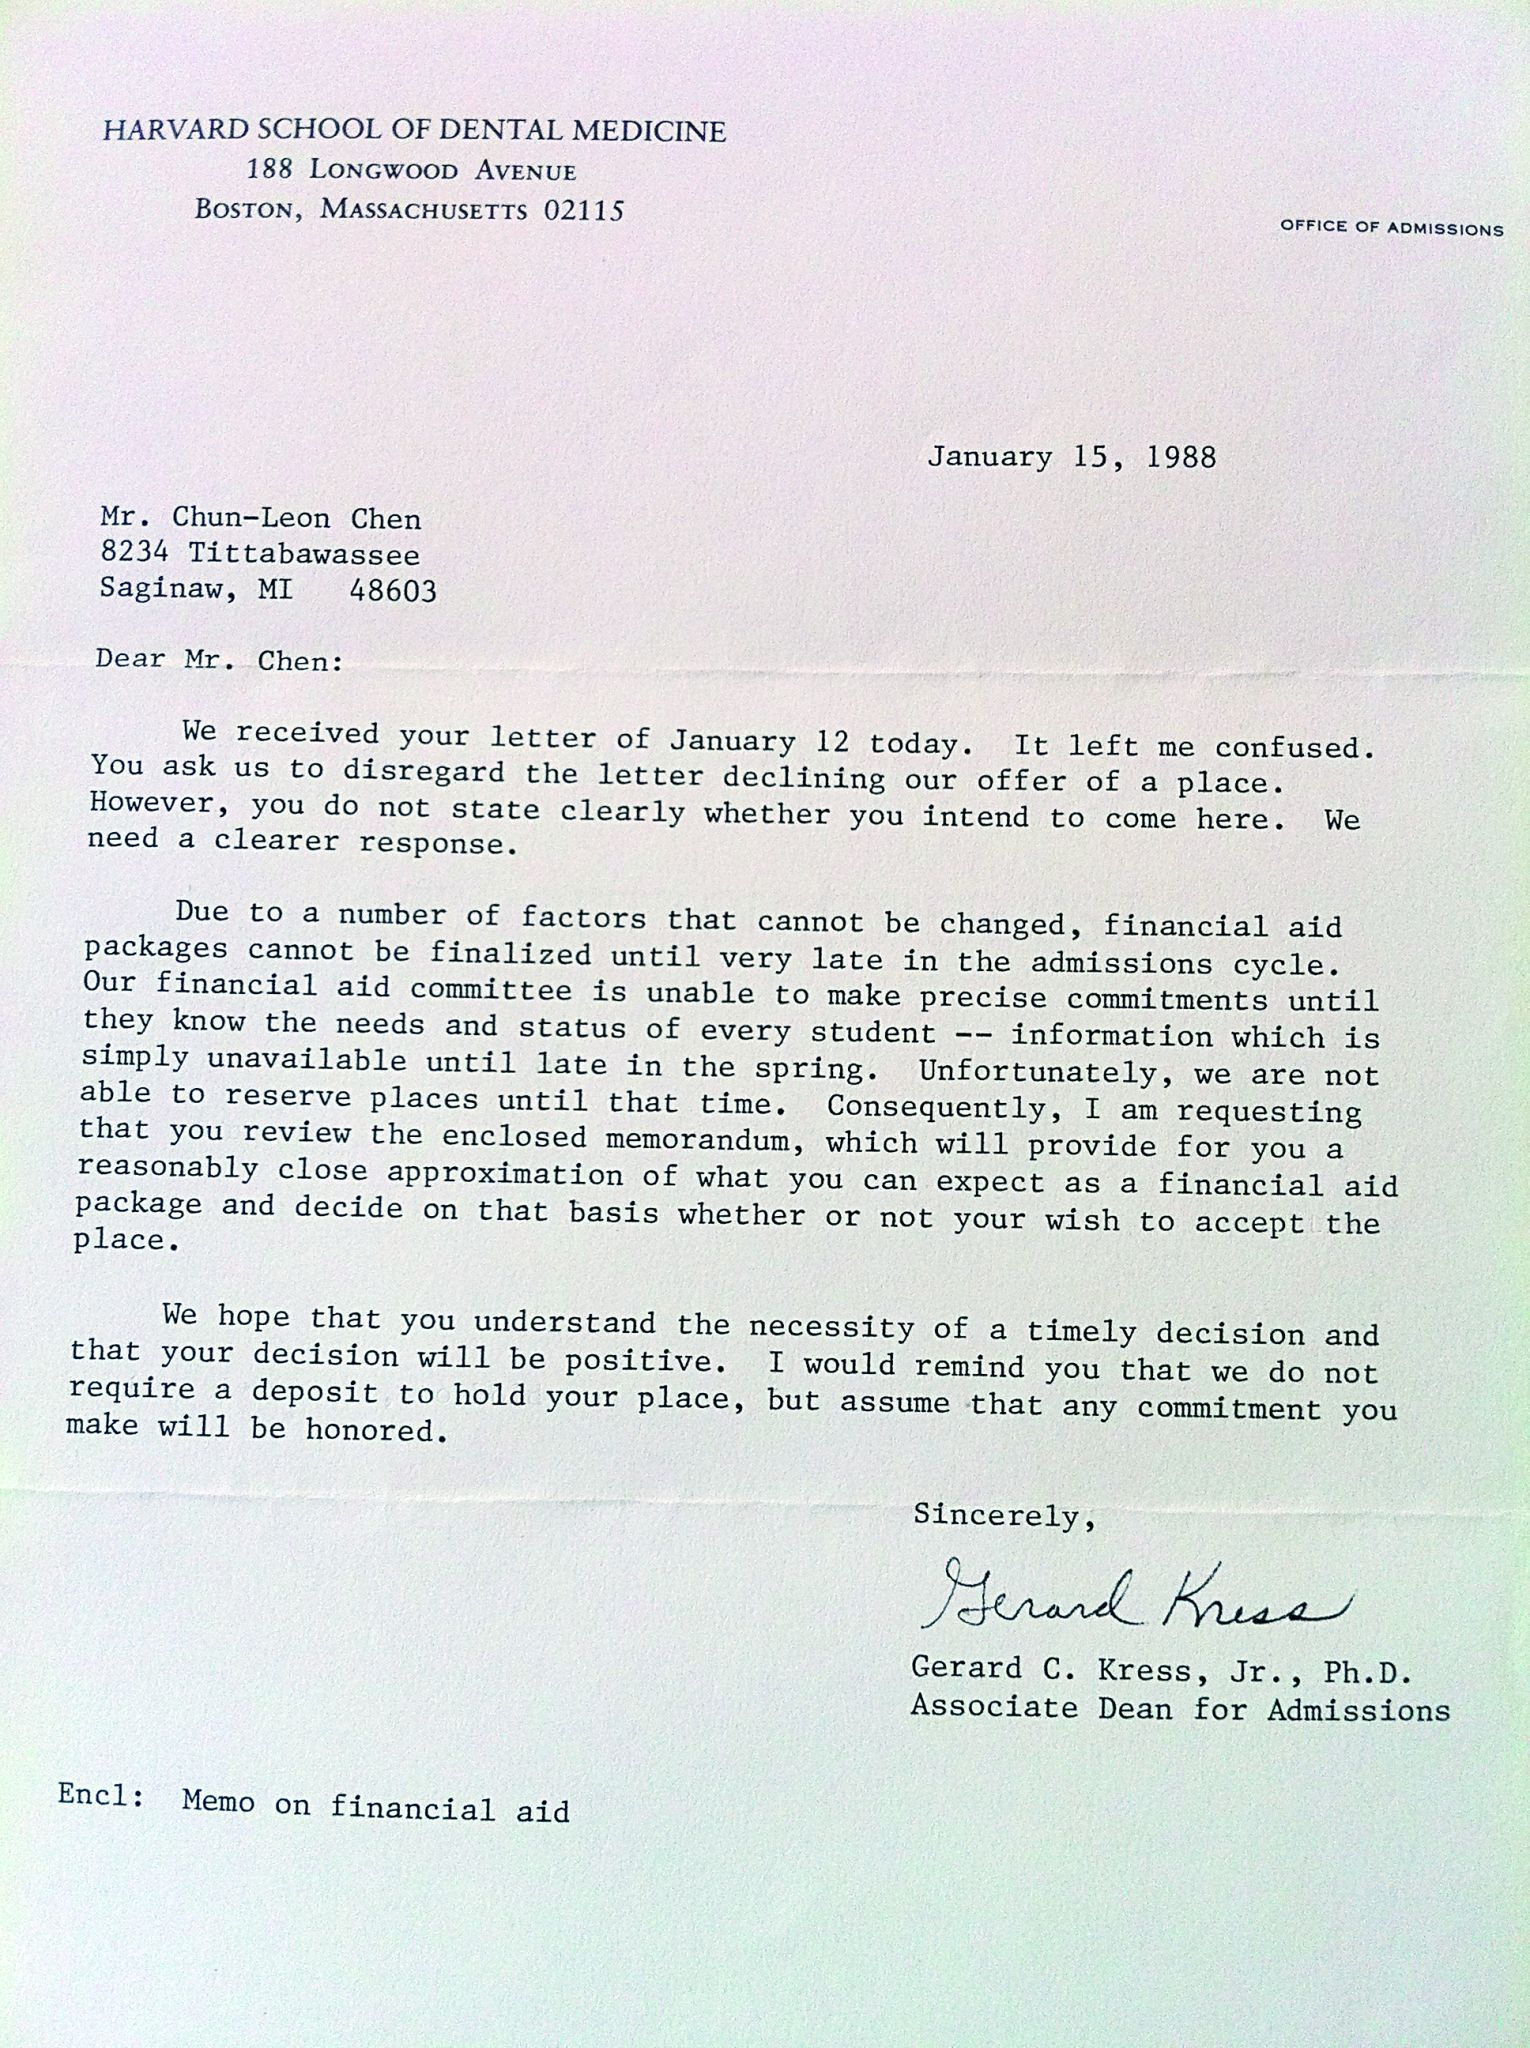 HARVARD SCHOOL OF DENTAL MEDICINE
188 LONGWOOD AVENUE
BOSTON, MASSACHUSETTS 02115
OFFICE OF ADMISSIONS
January 15, 1988
Mr. Chun-Leon Chen
8234 Tittabawassee
Saginaw, MI 48603
Dear Mr. Chen:
We received your letter of January 12 today. It left me confused.
You ask us to disregard the letter declining our offer of a place.
However, you do not state clearly whether you intend to come here. We
need a clearer response.
Due to a number of factors that cannot be changed, financial aid
packages cannot be finalized until very late in the admissions cycle.
Our financial aid committee is unable to make precise commitments until
they know the needs and status of every student -- information which is
simply unavailable until late in the spring. Unfortunately, we are not
able to reserve places until that time. Consequently, I am requesting
that you review the enclosed memorandum, which will provide for you a
reasonably close approximation of what you can expect as a financial aid
package and decide on that basis whether or not your wish to accept the
place.
We hope that you understand the necessity of a timely decision and
that your decision will be positive. I would remind you that we do not
require a deposit to hold your place, but assume that any commitment you
make will be honored.
Sincerely,
Gerard Kress
Gerard C. Kress, Jr., Ph.D.
Associate Dean for Admissions
Encl: Memo on financial aid